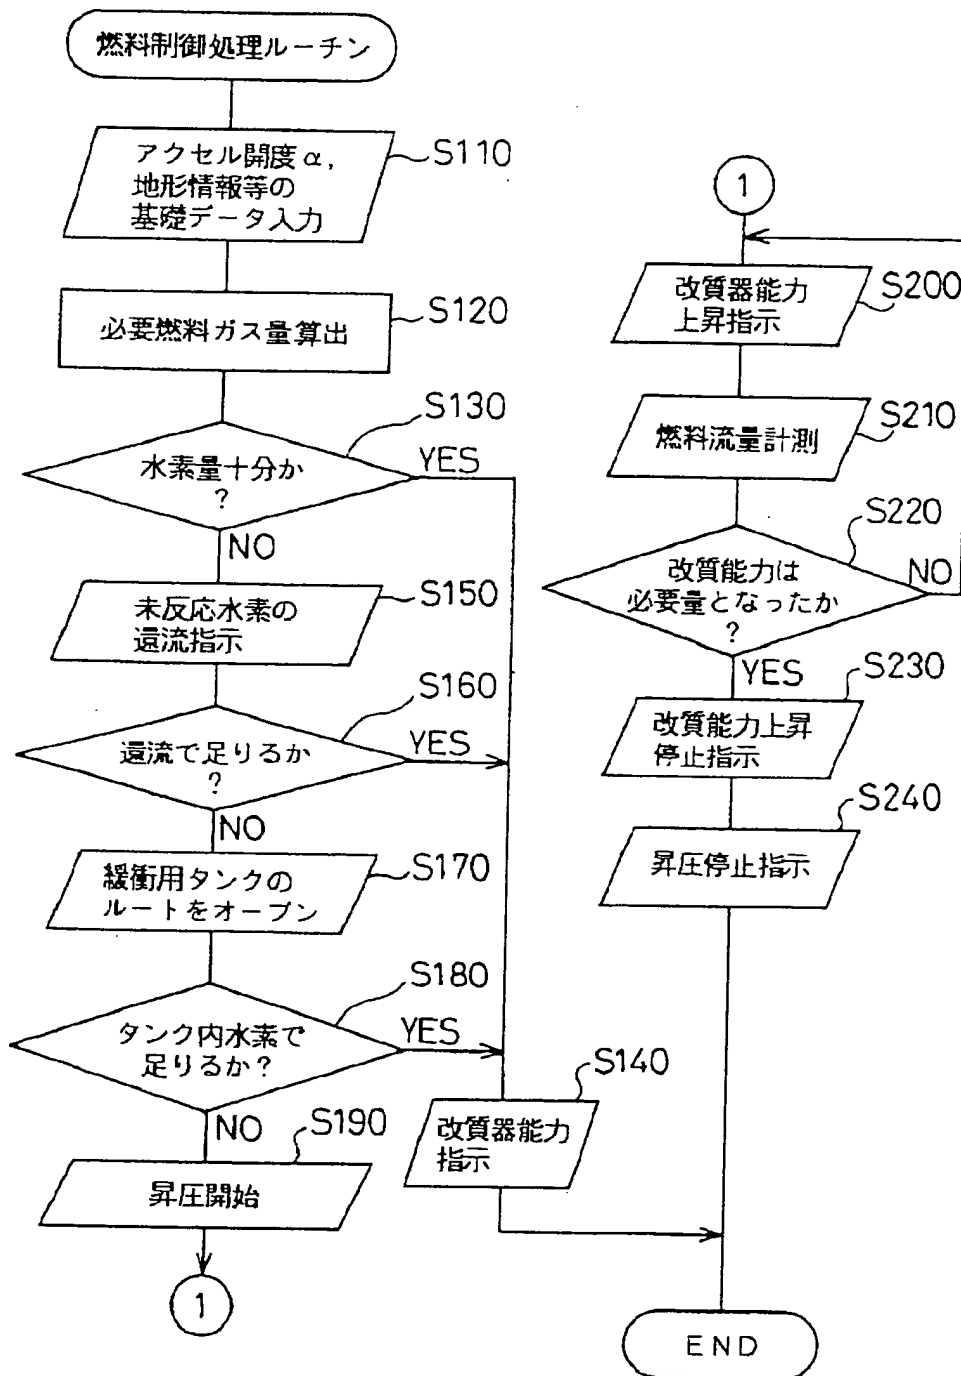 燃料制御処理ルーチン
アクセル開度α,
地形情報等の
基礎データ入力
S110
必要燃料ガス量算出
S120
水素量十分か
?
S130
YES
NO
未反応水素の
還流指示
S150
還流で足りるか
?
S160
YES
NO
緩衝用タンクの
ルートをオープン
S170
タンク内水素で
足りるか?
S180
YES
NO
昇圧開始
S190
1
改質器能力
指示
S140
1
改質器能力
上昇指示
S200
燃料流量計測
S210
改質能力は
必要量となったか
?
S220
NO
YES
改質能力上昇
停止指示
S230
昇圧停止指示
S240
END